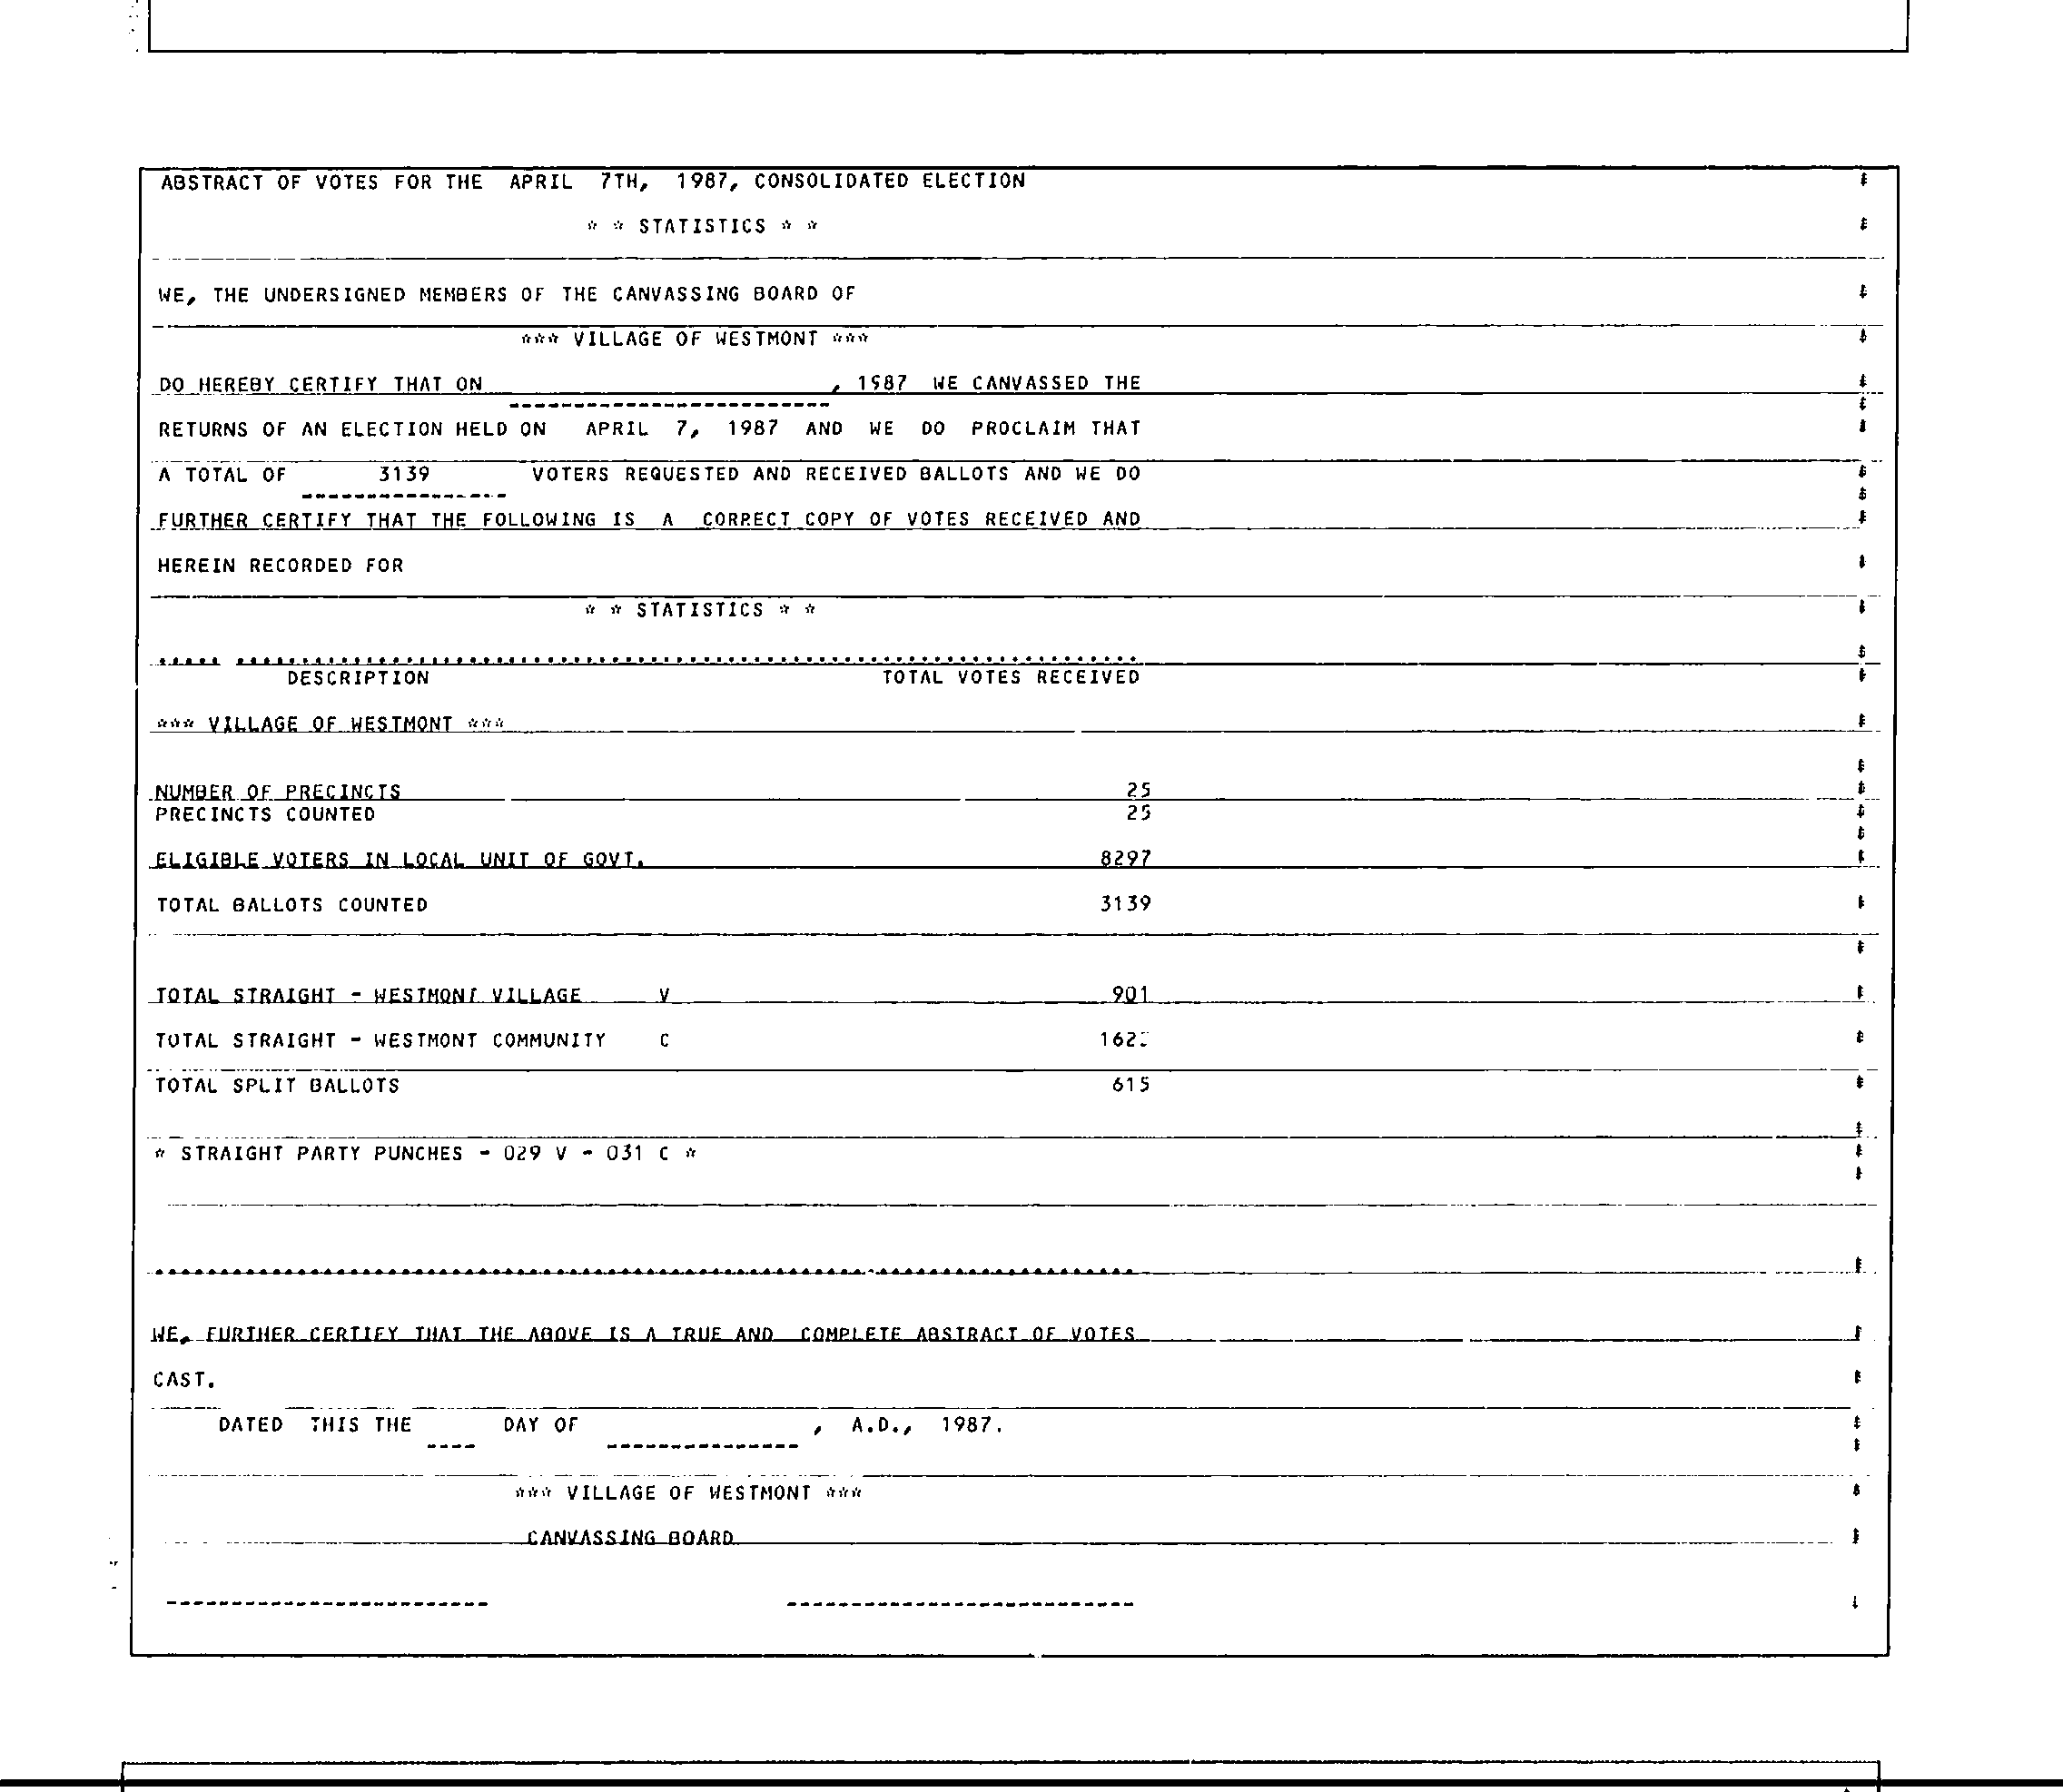 ABSTRACT OF VOTES FOR THE APRIL 7TH, 1987, CONSOLIDATED ELECTION
* * STATISTICS * *
WE, THE UNDERSIGNED MEMBERS OF THE CANVASSING BOARD OF
*** VILLAGE OF WESTMONT ***
DO HEREBY CERTIFY THAT ON , 1987 WE CANVASSED THE
RETURNS OF AN ELECTION HELD ON APRIL 7, 1987 AND WE DO PROCLAIM THAT
A TOTAL OF 3139 VOTERS REQUESTED AND RECEIVED BALLOTS AND WE DO
FURTHER CERTIFY THAT THE FOLLOWING IS A CORRECT COPY OF VOTES RECEIVED AND
HEREIN RECORDED FOR
* * STATISTICS * *
DESCRIPTION TOTAL VOTES RECEIVED
*** VILLAGE OF WESTMONT ***
NUMBER OF PRECINCTS 25
PRECINCTS COUNTED 25
ELIGIBLE VOTERS IN LOCAL UNIT OF GOVT. 8297
TOTAL BALLOTS COUNTED 3139
TOTAL STRAIGHT - WESTMONT VILLAGE V 901
TOTAL STRAIGHT - WESTMONT COMMUNITY C
TOTAL SPLIT BALLOTS 615
* STRAIGHT PARTY PUNCHES - 029 V - 031 C *
WE, FURTHER CERTIFY THAT THE ABOVE IS A TRUE AND COMPLETE ABSTRACT OF VOTES
CAST.
DATED THIS THE DAY OF , A.D., 1987.
*** VILLAGE OF WESTMONT ***
CANVASSING BOARD